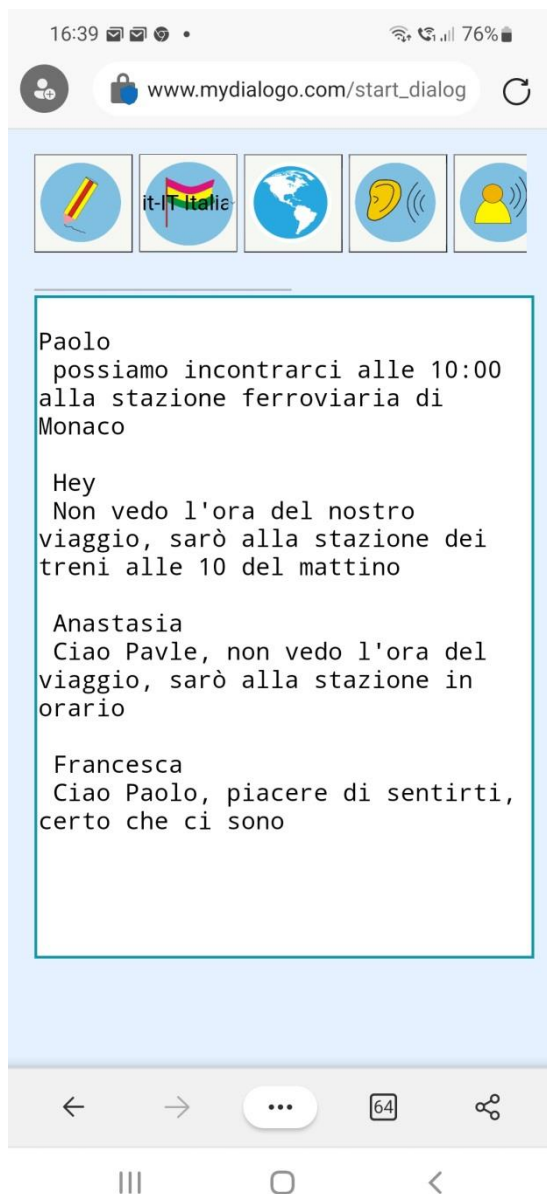 16:39
76%
www.mydialogo.com/start_dialog
it-IT Italia
Paolo
possiamo incontrarci alle 10:00
alla stazione ferroviaria di
Monaco
Hey
Non vedo l'ora del nostro
viaggio, sarò alla stazione dei
treni alle 10 del mattino
Anastasia
Ciao Pavle, non vedo l'ora del
viaggio, sarò alla stazione in
orario
Francesca
Ciao Paolo, piacere di sentirti,
certo che ci sono
64